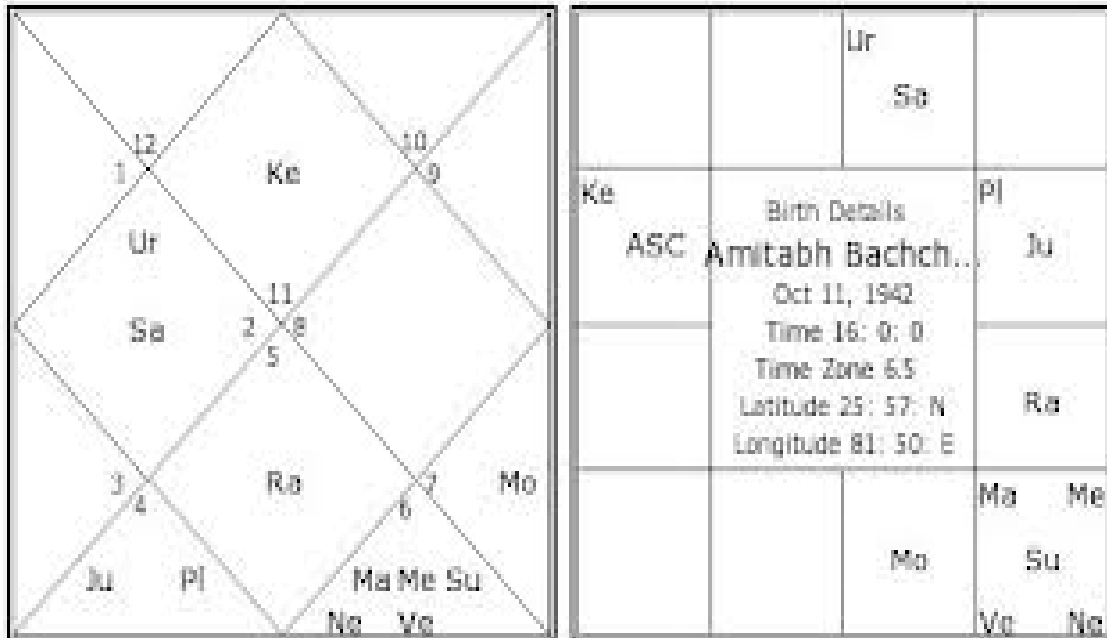 12
10
1
Ke
9
Ur
11
Sa
2
8
5
3
Ra
7
Mo
4
6
Ju Pl
Ma Me Su
Ne Ve
Ur
Sa
Ke
ASC
Pl
Ju
Birth Details
Amitabh Bachch...
Oct 11, 1942
Time 16: 0: 0
Time Zone 6.5
Latitude 25: 57: N
Longitude 81: 50: E
Ra
Ma Me
Mo
Su
Ve Ne